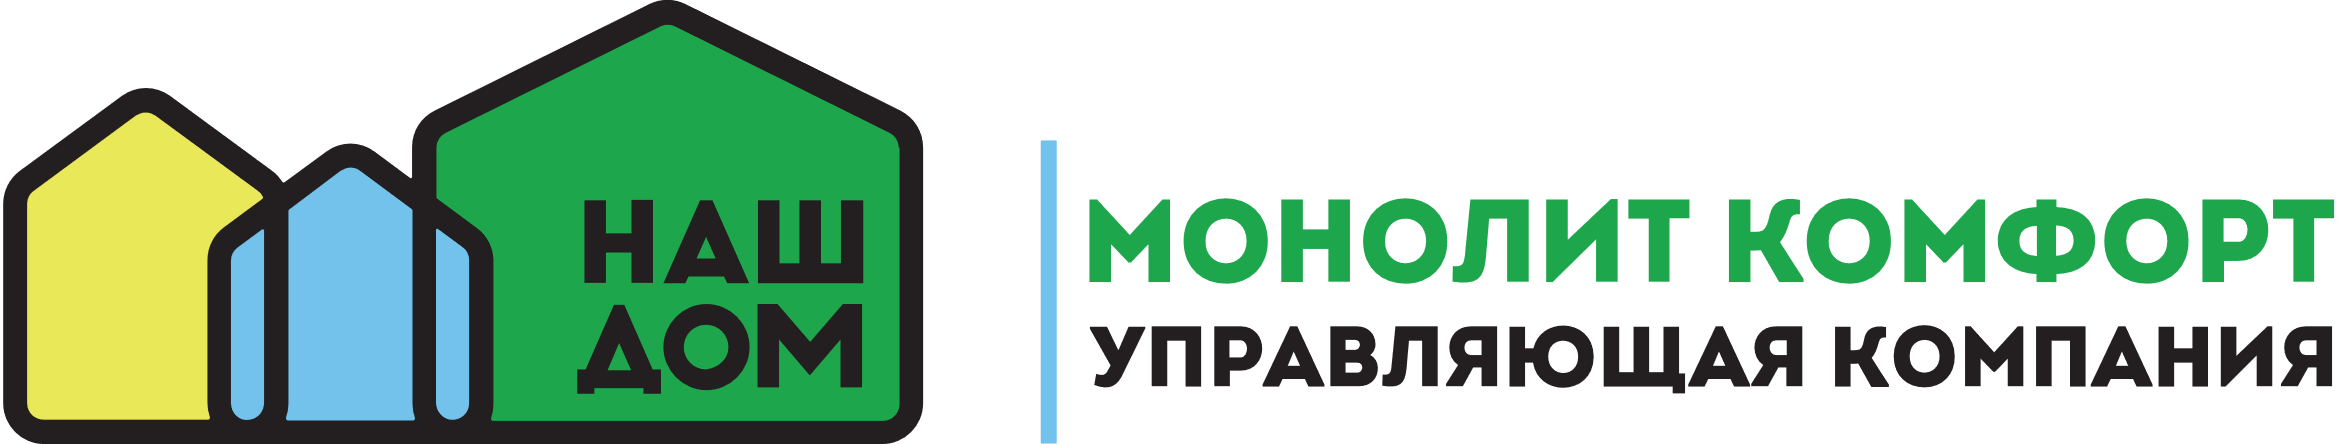 НАШ
ДОМ
МОНОЛИТ КОМФОРТ
УПРАВЛЯЮЩАЯ КОМПАНИЯ